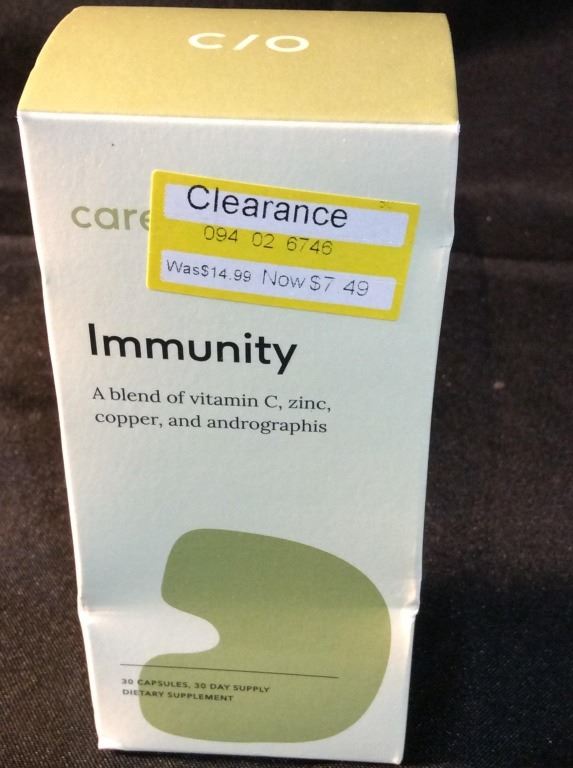 c/o
care
Clearance
094 02 6746
Was$14.99 Now $7.49
Immunity
A blend of vitamin C, zinc,
copper, and andrographis
30 CAPSULES, 30 DAY SUPPLY
DIETARY SUPPLEMENT